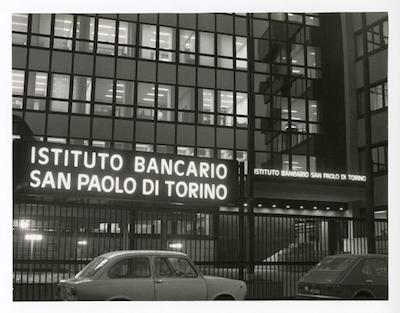 ISTITUTO BANCARIO
SAN PAOLO DI TORINO
ISTITUTO BANCARIO SAN PAOLO DI TORINO